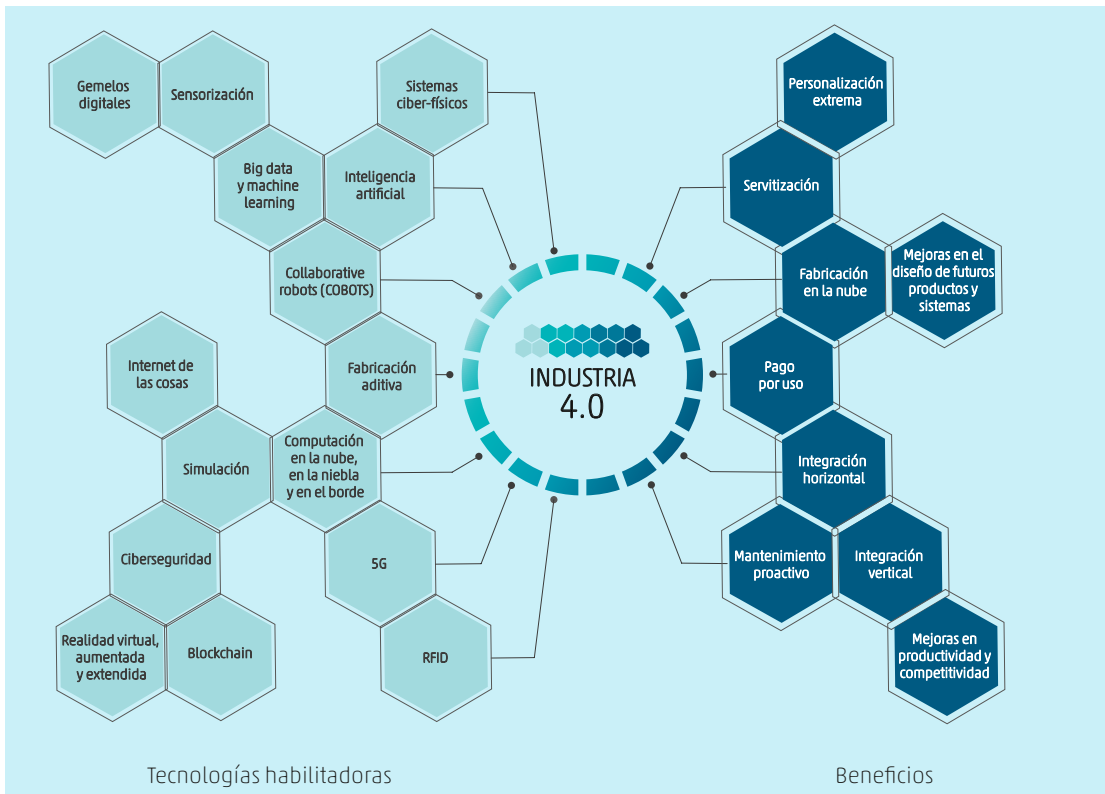 Gemelos
digitales
Sensorización
Sistemas
ciber-físicos
Big data
y machine
learning
Inteligencia
artificial
Collaborative
robots (COBOTS)
Internet de
las cosas
Fabricación
aditiva
Simulación
Computación
en la nube,
en la niebla
y en el borde
Ciberseguridad
5G
Realidad virtual,
aumentada
y extendida
Blockchain
RFID
INDUSTRIA
4.0
Personalización
extrema
Servitización
Fabricación
en la nube
Mejoras en el
diseño de futuros
productos y
sistemas
Pago
por uso
Integración
horizontal
Mantenimiento
proactivo
Integración
vertical
Mejoras en
productividad y
competitividad
Tecnologías habilitadoras
Beneficios